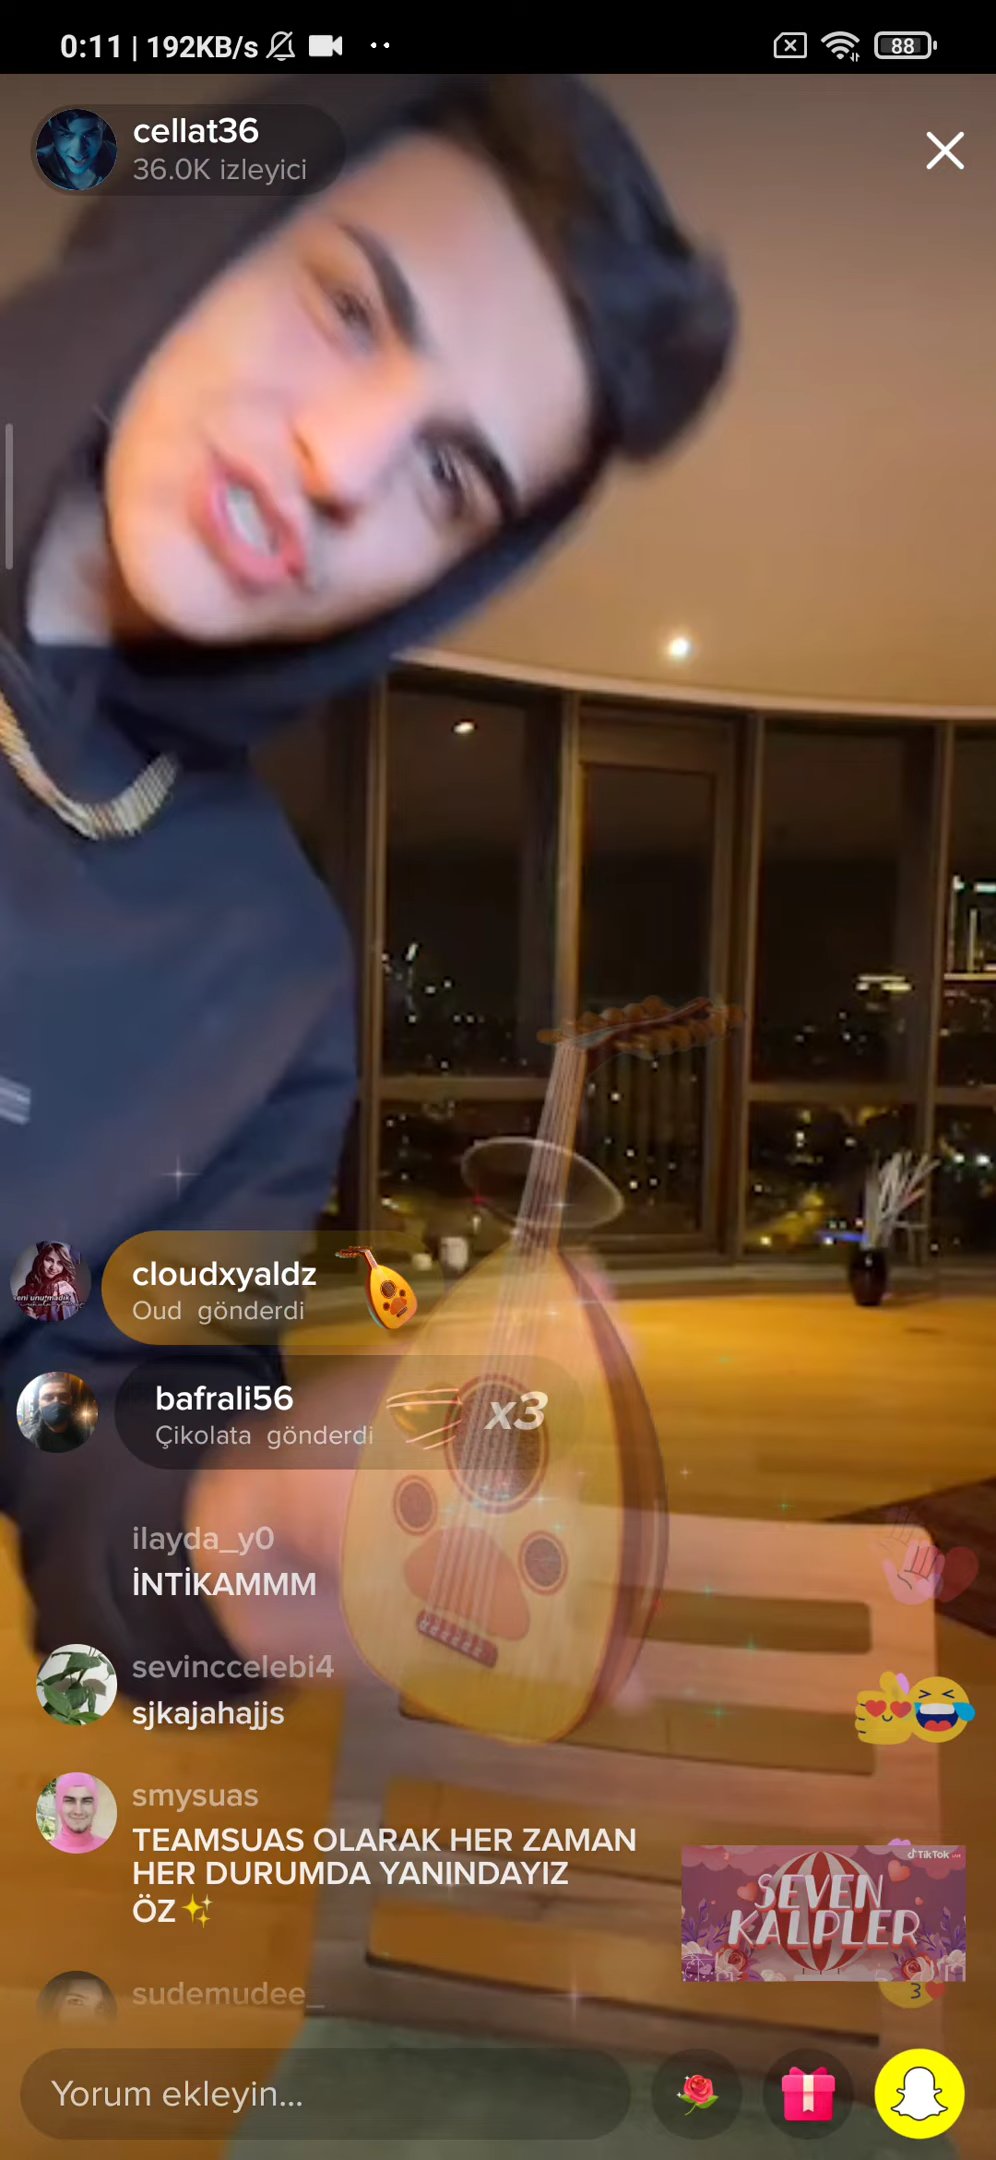 0:11 | 192KB/s
88
cellat36
36.0K izleyici
cloudxyaldz
Oud gönderdi
bafrali56
Çikolata gönderdi
x3
ilayda_y0
İNTİKAMMM
sevinccelebi4
sjkajahajjs
smysuas
TEAMSUAS OLARAK HER ZAMAN
HER DURUMDA YANINDAYIZ
ÖZ✨
TikTok
SEVEN
KALPLER
sudemudee_
Yorum ekleyin...